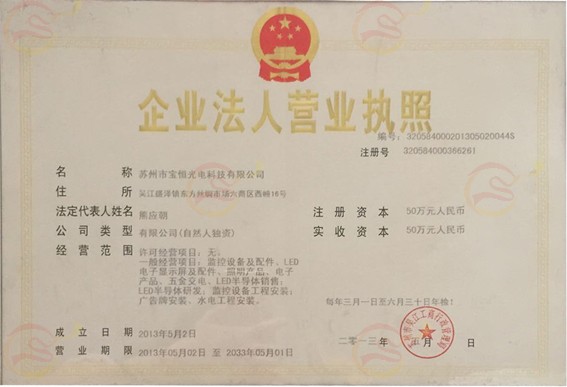 企业法人营业执照
编号：320584000201305020044S
注册号 320584000366261
名称 苏州市宝恒光电科技有限公司
住所 吴江盛泽镇东方丝绸市场六商区西幢16号
法定代表人姓名 熊应朝 注册资本 50万元人民币
公司类型 有限公司(自然人独资) 实收资本 50万元人民币
经营范围 许可经营项目：无；
一般经营项目：监控设备及配件、LED
电子显示屏及配件、照明产品、电子
产品、五金交电、LED半导体销售；
LED半导体研发；监控设备工程安装；
广告牌安装、水电工程安装。
每年三月一日至六月三十日年检！
成立日期 2013年5月2日
二〇一三年 五月 日
营业期限 2013年05月02日 至 2033年05月01日